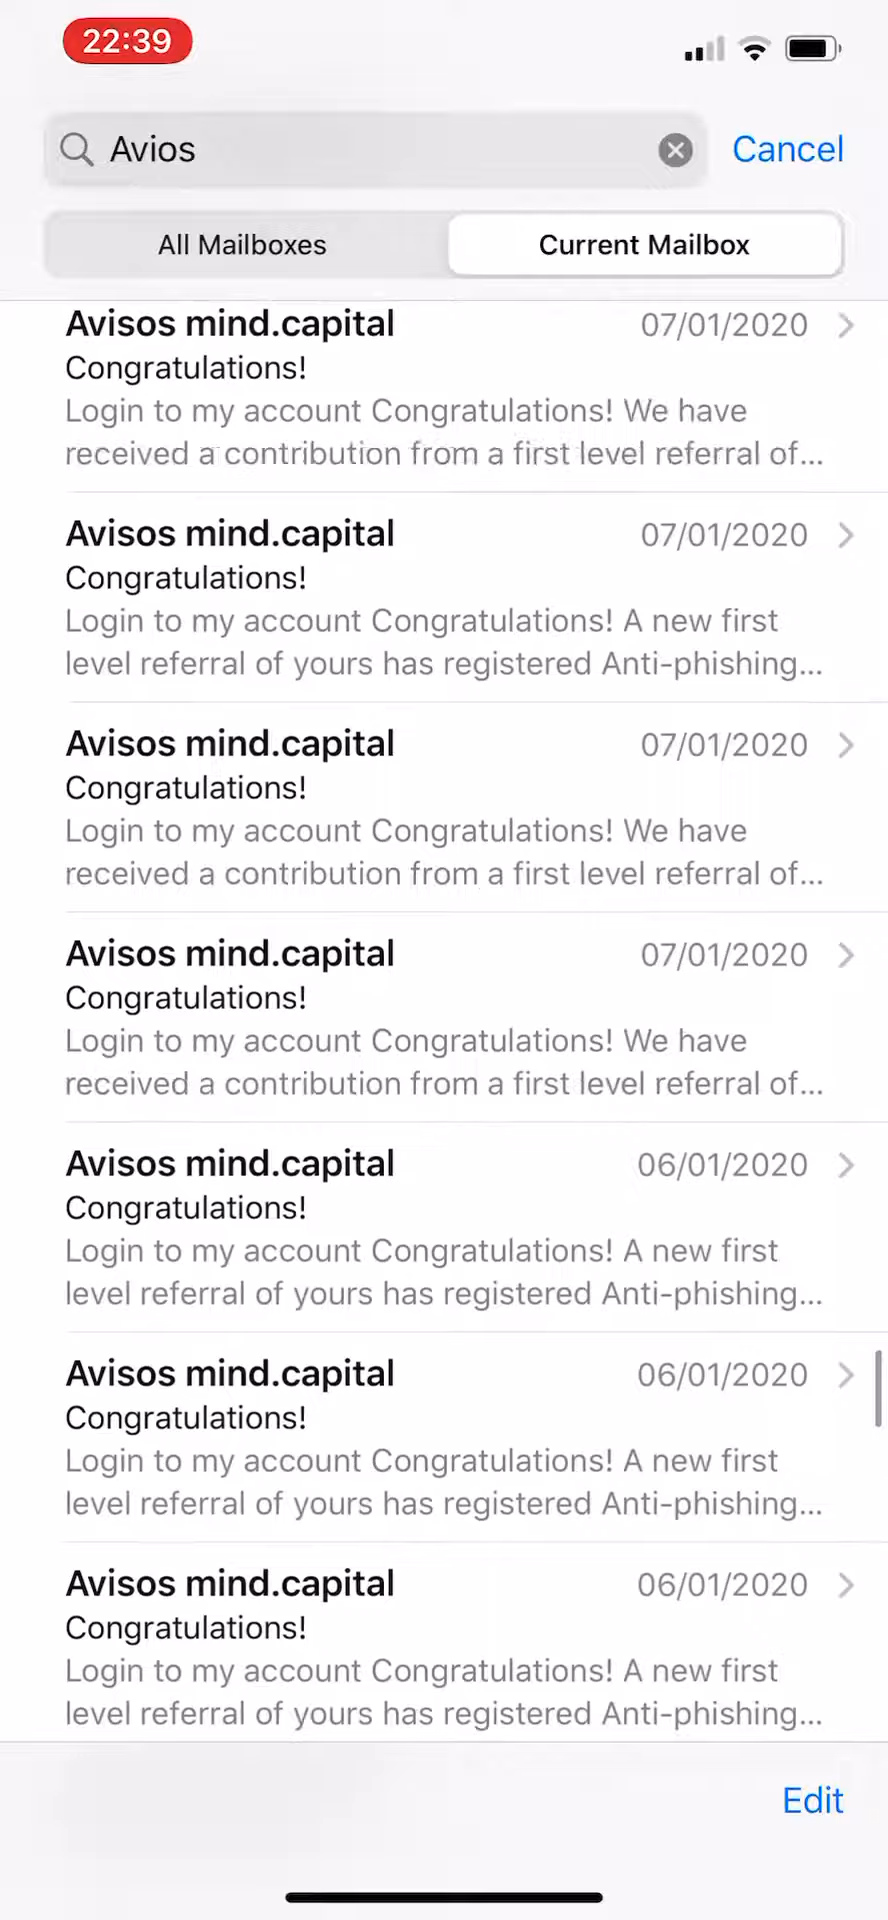 22:39
Avios
Cancel
All Mailboxes
Current Mailbox
Avisos mind.capital 07/01/2020
Congratulations!
Login to my account Congratulations! We have
received a contribution from a first level referral of...
Avisos mind.capital 07/01/2020
Congratulations!
Login to my account Congratulations! A new first
level referral of yours has registered Anti-phishing...
Avisos mind.capital 07/01/2020
Congratulations!
Login to my account Congratulations! We have
received a contribution from a first level referral of...
Avisos mind.capital 07/01/2020
Congratulations!
Login to my account Congratulations! We have
received a contribution from a first level referral of...
Avisos mind.capital 06/01/2020
Congratulations!
Login to my account Congratulations! A new first
level referral of yours has registered Anti-phishing...
Avisos mind.capital 06/01/2020
Congratulations!
Login to my account Congratulations! A new first
level referral of yours has registered Anti-phishing...
Avisos mind.capital 06/01/2020
Congratulations!
Login to my account Congratulations! A new first
level referral of yours has registered Anti-phishing...
Edit